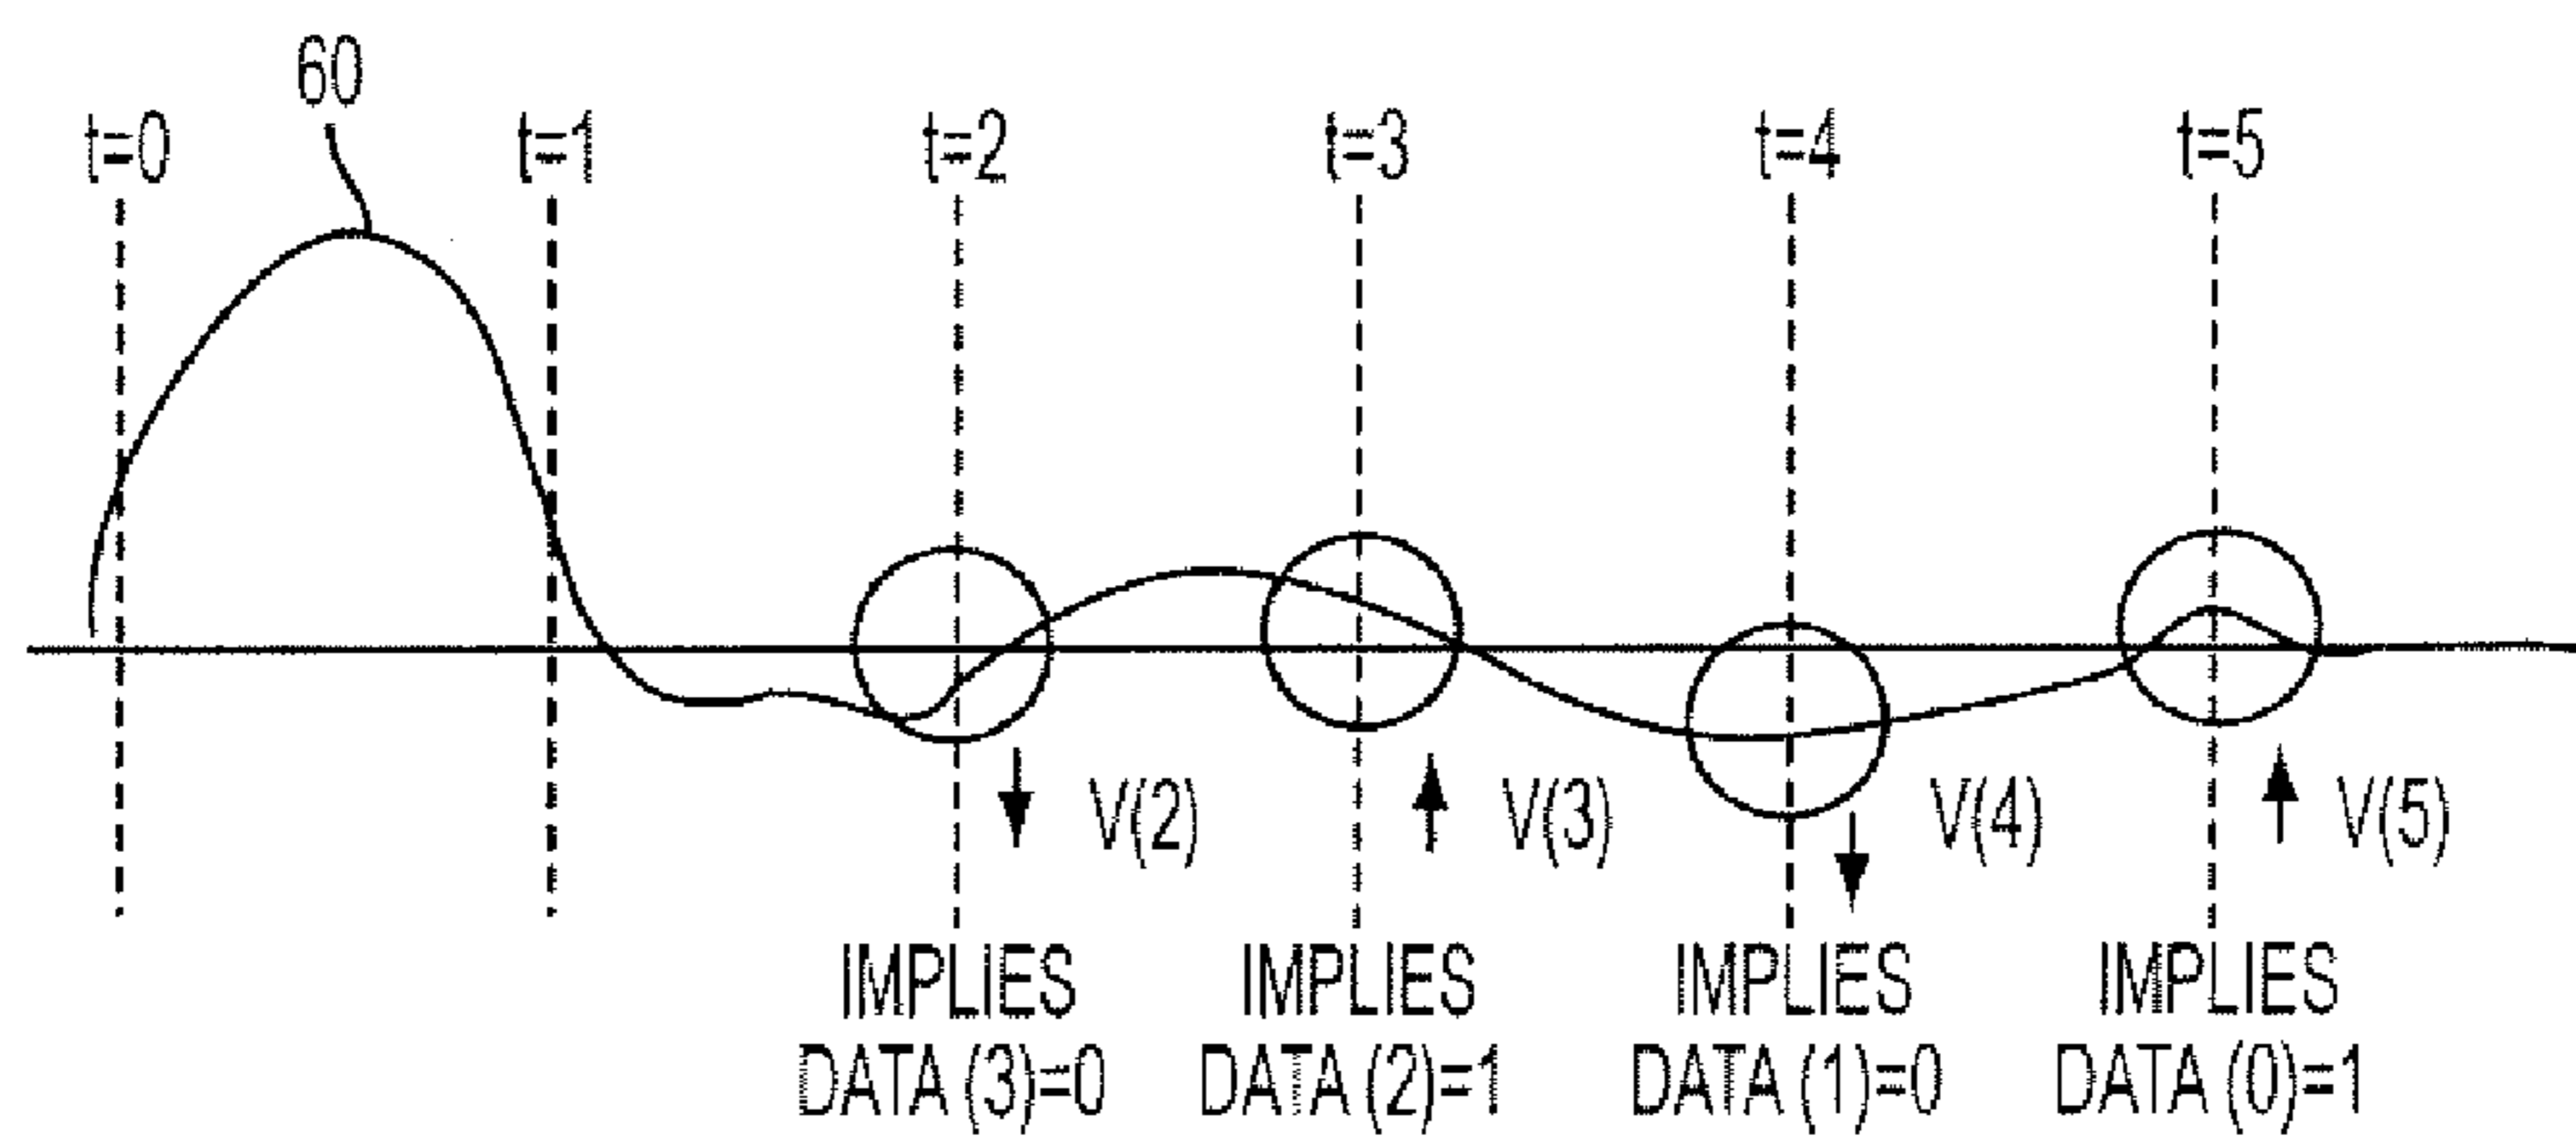 60
t=0
t=1
t=2
t=3
t=4
t=5
V(2)
V(3)
V(4)
V(5)
IMPLIES
DATA (3)=0
IMPLIES
DATA (2)=1
IMPLIES
DATA (1)=0
IMPLIES
DATA (0)=1